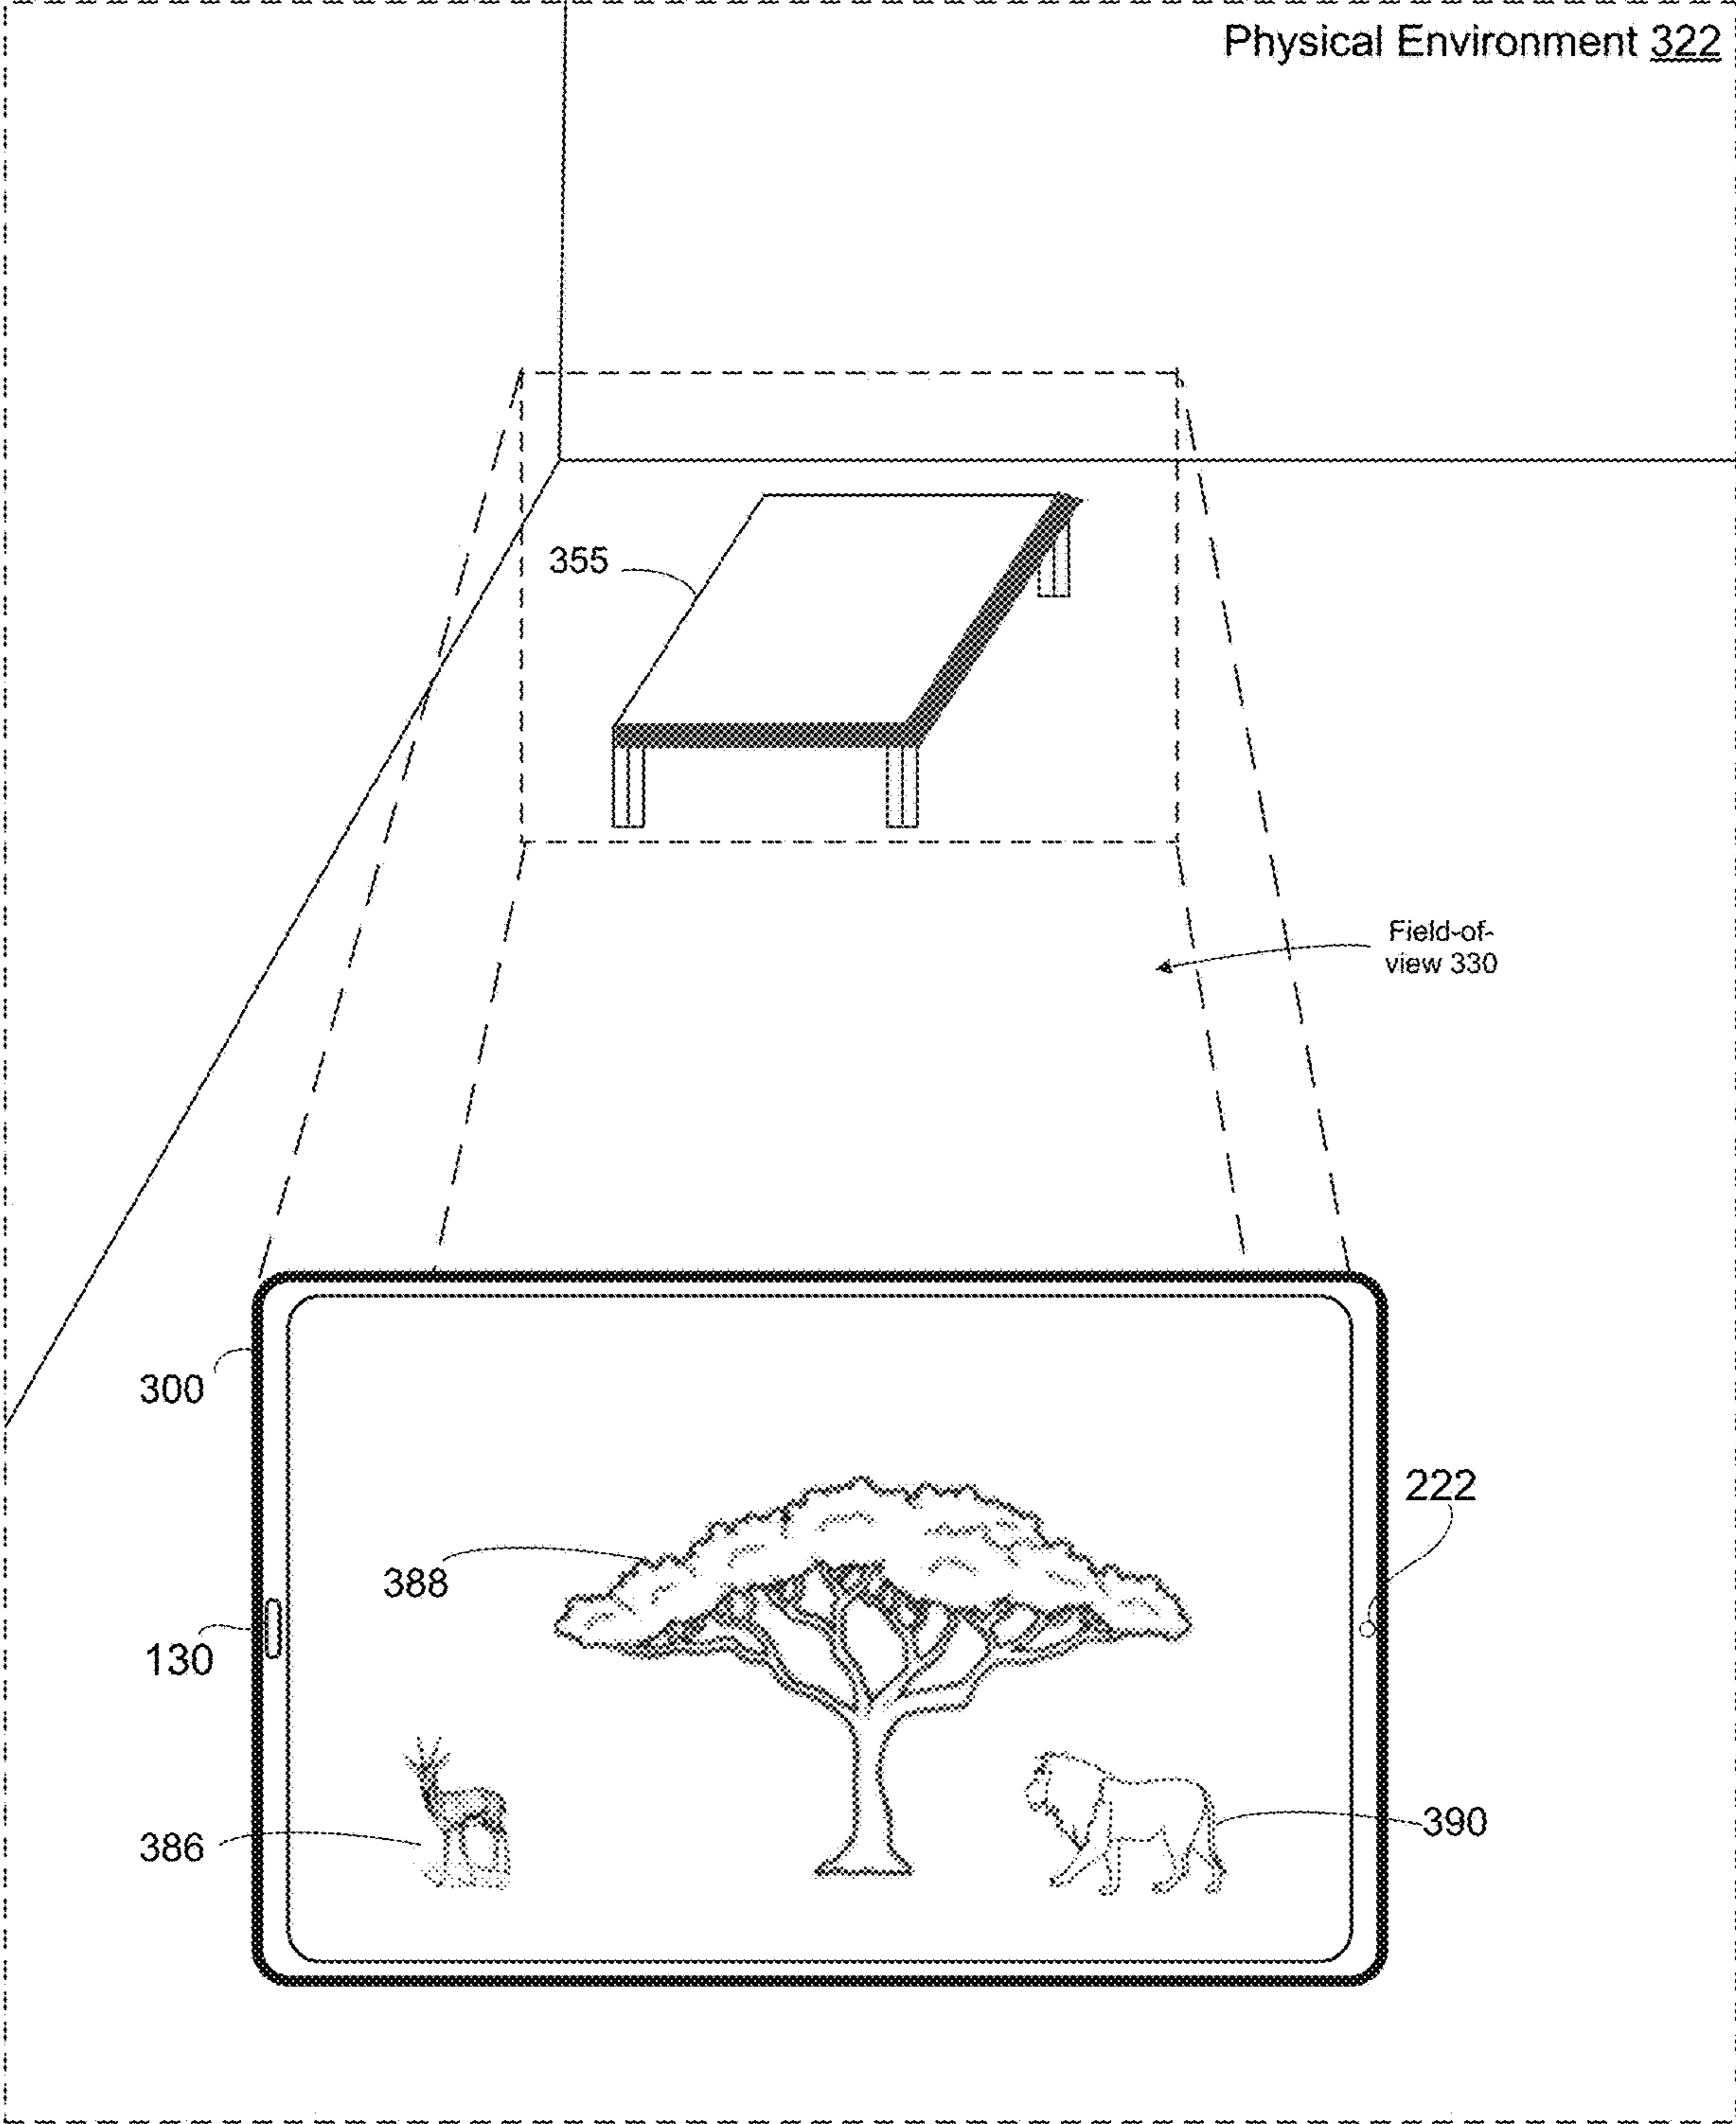 Physical Environment 322
355
Field-of-
view 330
300
222
388
130
386
390